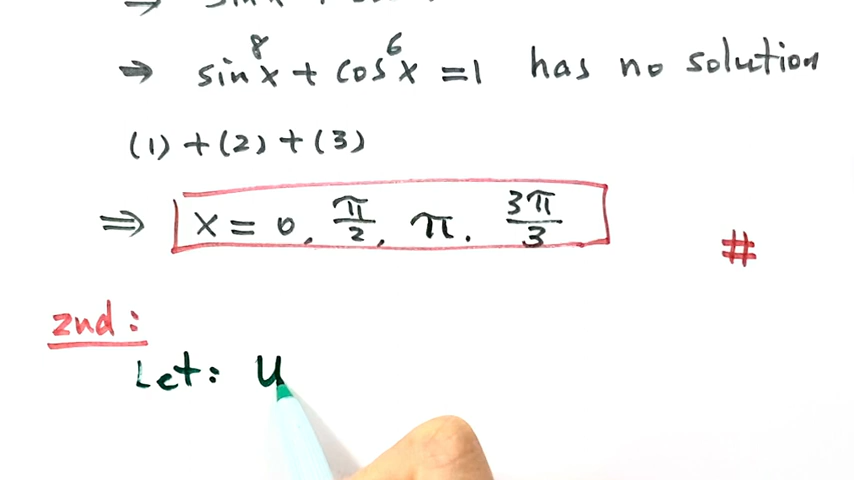 ⇒ sin⁸x + cos⁶x = 1 has no solution
(1) + (2) + (3)
⇒ x = 0, π/2, π. 3π/3
#
2nd:
Let: u